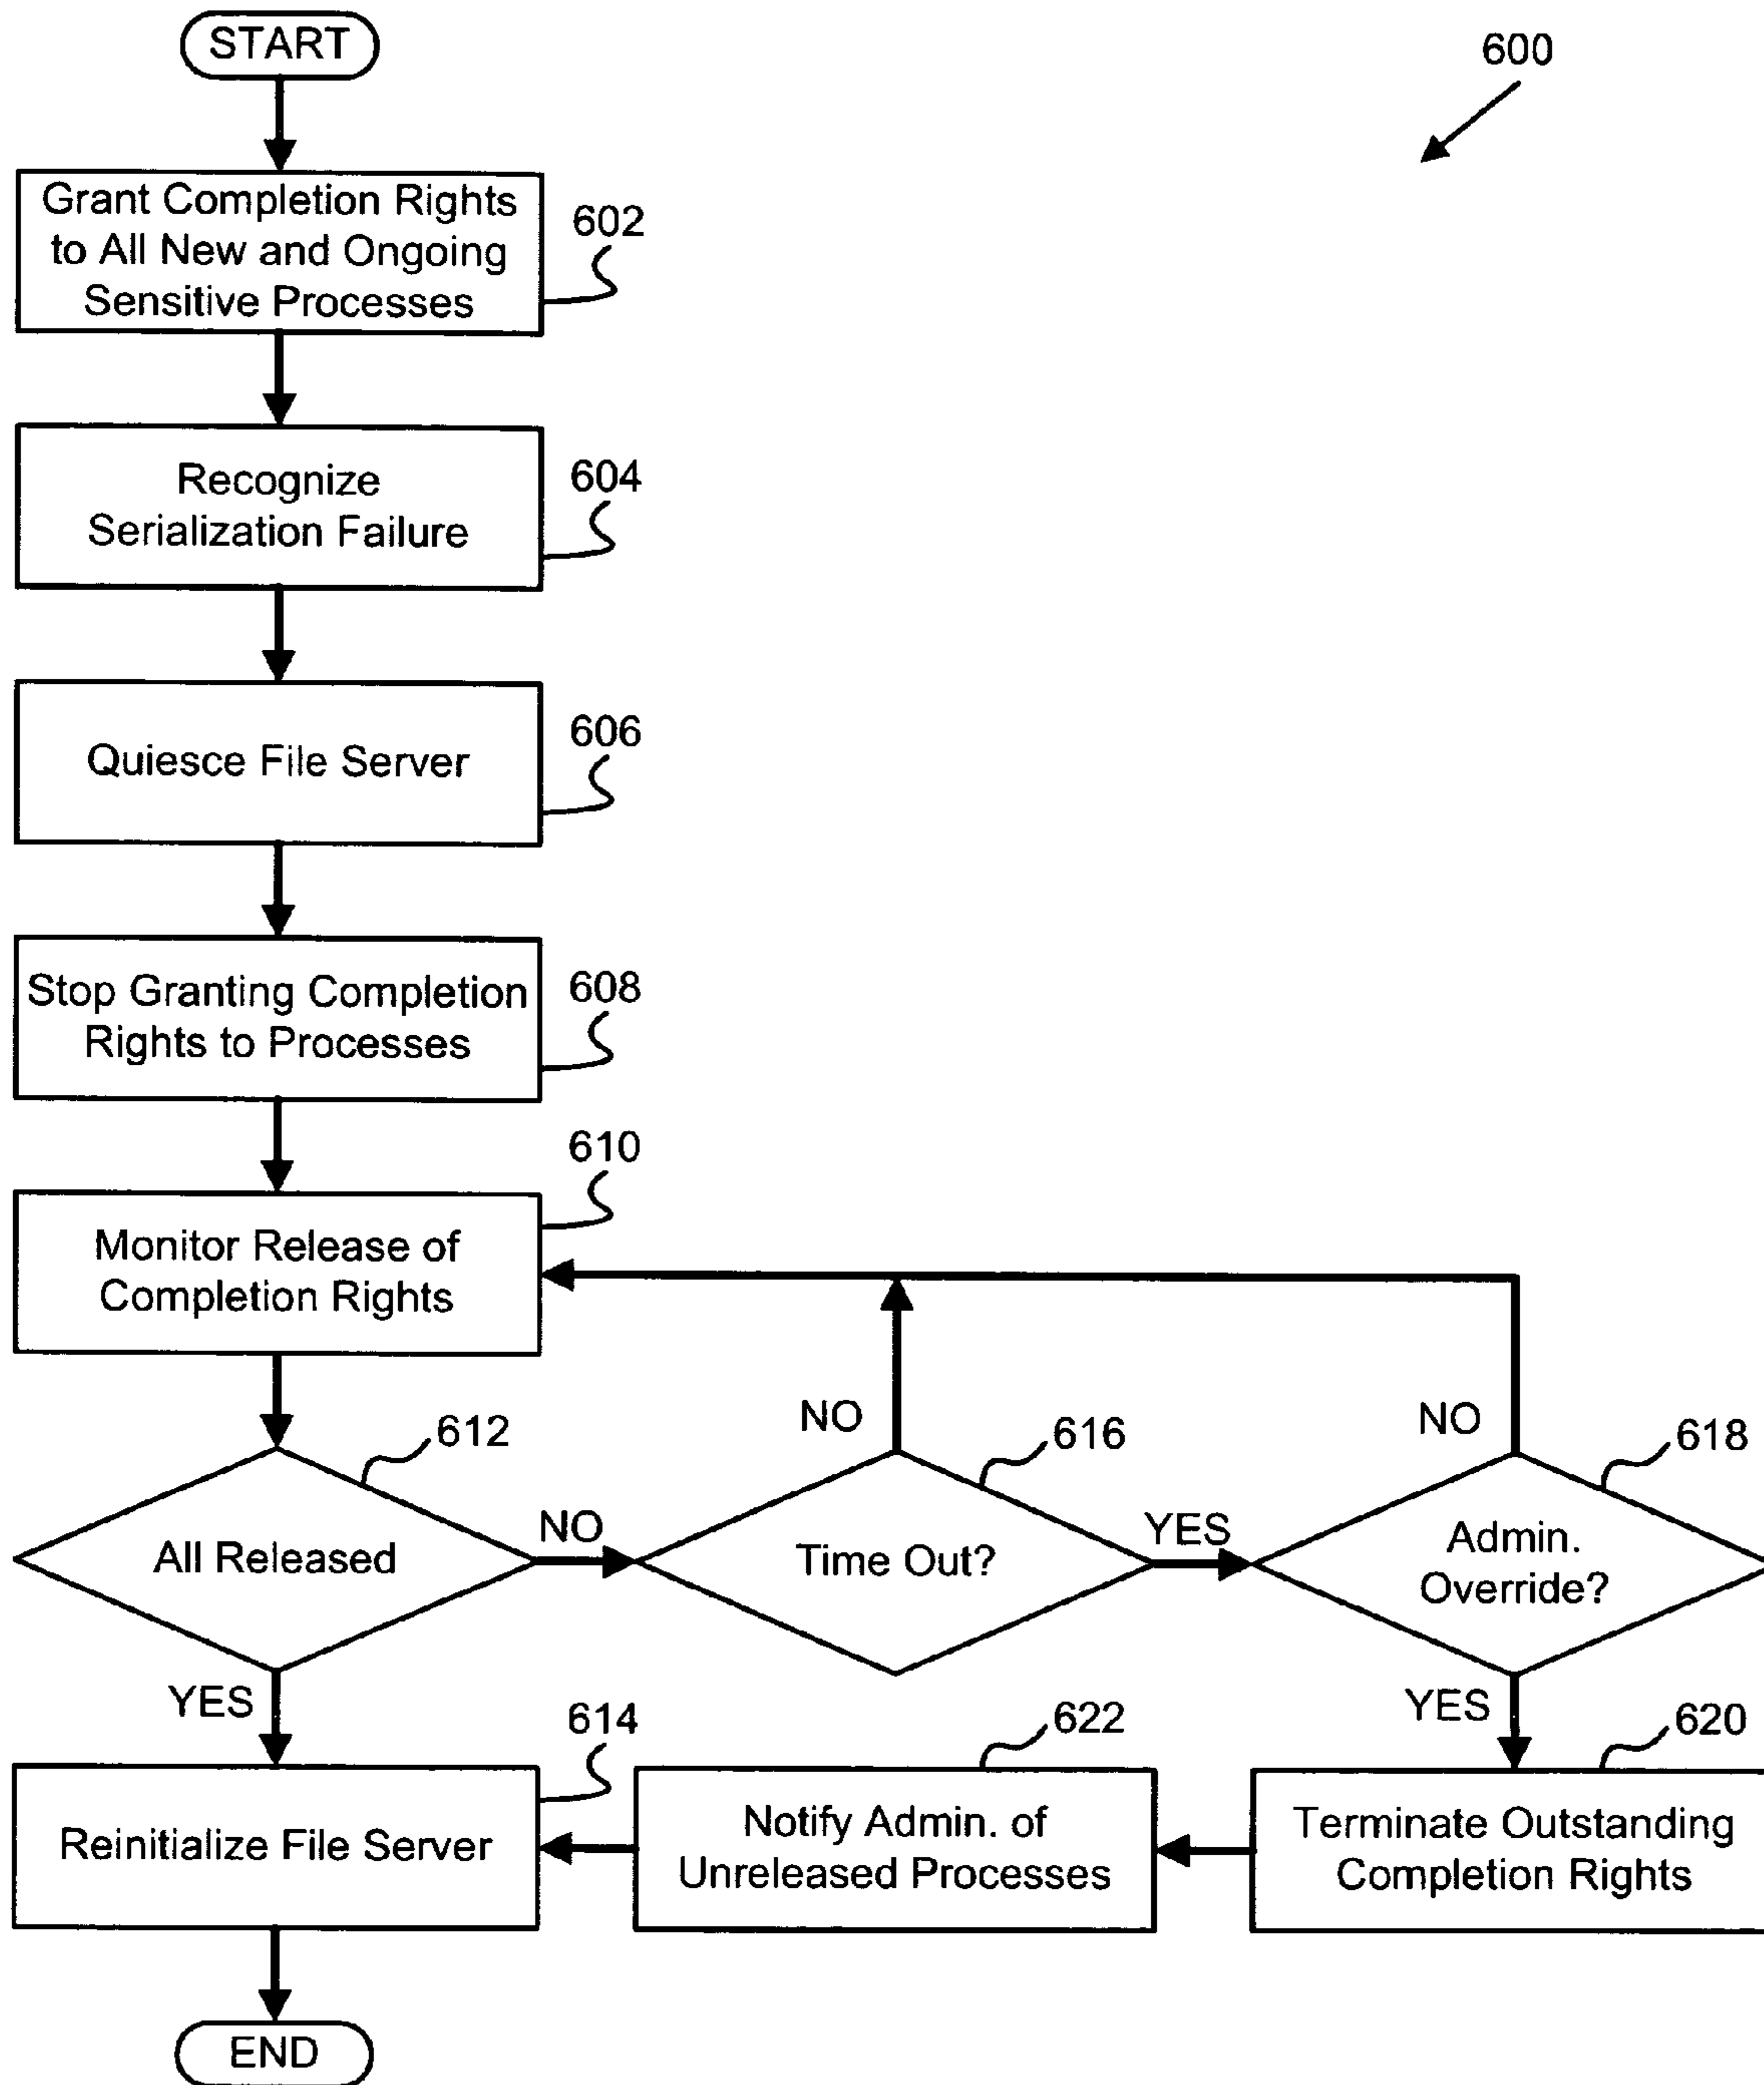 START
600
Grant Completion Rights
to All New and Ongoing
Sensitive Processes
602
Recognize
Serialization Failure
604
Quiesce File Server
606
Stop Granting Completion
Rights to Processes
608
610
Monitor Release of
Completion Rights
612
All Released
NO
NO
616
Time Out?
YES
NO
618
Admin.
Override?
YES
YES
614
Reinitialize File Server
622
Notify Admin. of
Unreleased Processes
620
Terminate Outstanding
Completion Rights
END